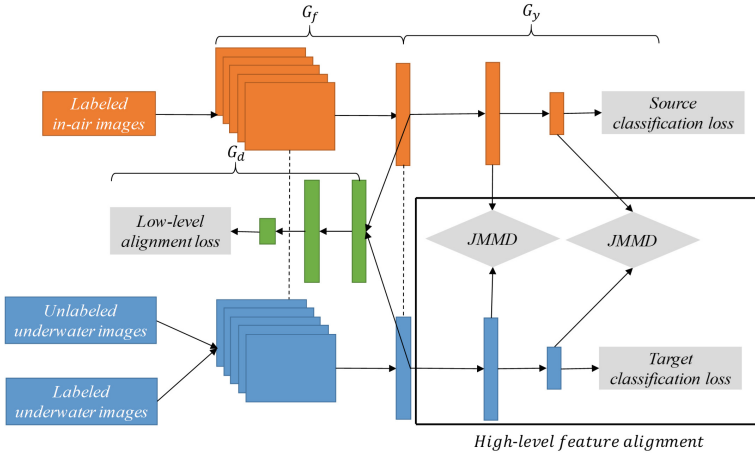 G_f
G_y
Labeled
in-air images
Source
classification loss
G_d
Low-level
alignment loss
JMMD
JMMD
Unlabeled
underwater images
Labeled
underwater images
Target
classification loss
High-level feature alignment